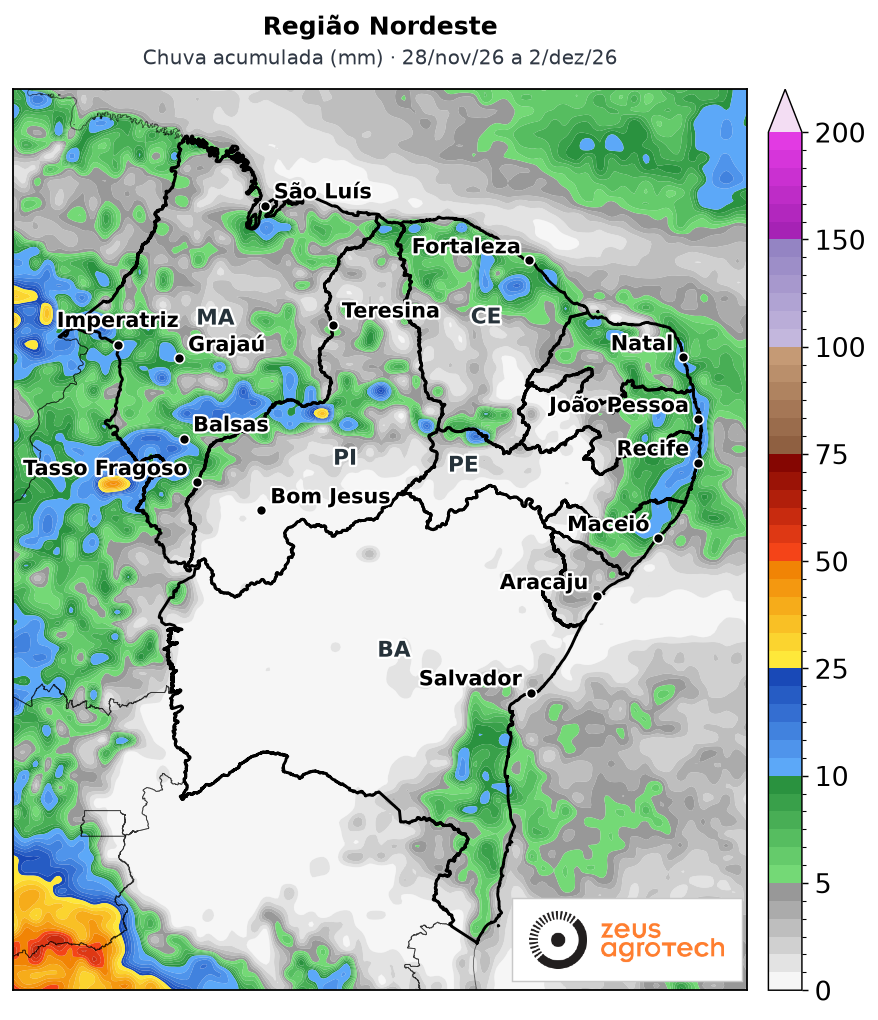 Região Nordeste
Chuva acumulada (mm) · 28/nov/26 a 2/dez/26
São Luís
Fortaleza
Teresina
Imperatriz
MA
CE
Grajaú
Natal
João Pessoa
Balsas
Recife
PI
PE
Tasso Fragoso
Bom Jesus
Maceió
Aracaju
BA
Salvador
zeus
agrotech
200
150
100
75
50
25
10
5
0